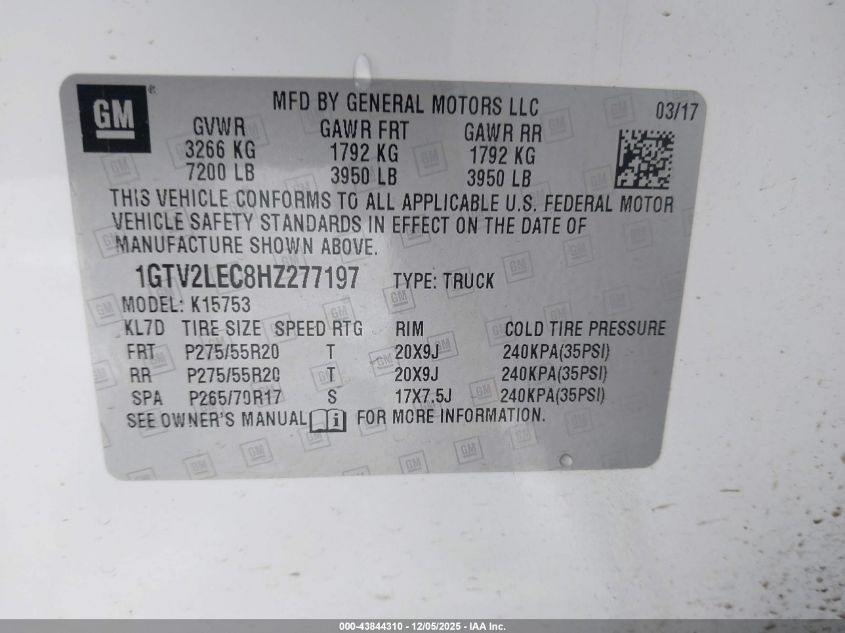 GM ®
MFD BY GENERAL MOTORS LLC 03/17
GVWR GAWR FRT GAWR RR
3266 KG 1792 KG 1792 KG
7200 LB 3950 LB 3950 LB
THIS VEHICLE CONFORMS TO ALL APPLICABLE U.S. FEDERAL MOTOR
VEHICLE SAFETY STANDARDS IN EFFECT ON THE DATE OF
MANUFACTURE SHOWN ABOVE.
1GTV2LEC8HZ277197 TYPE: TRUCK
MODEL: K15753
KL7D TIRE SIZE SPEED RTG RIM COLD TIRE PRESSURE
FRT P275/55R20 T 20X9J 240KPA(35PSI)
RR P275/55R20 T 20X9J 240KPA(35PSI)
SPA P265/70R17 S 17X7.5J 240KPA(35PSI)
SEE OWNER'S MANUAL FOR MORE INFORMATION.
000-43844310 - 12/05/2025 - IAA Inc.